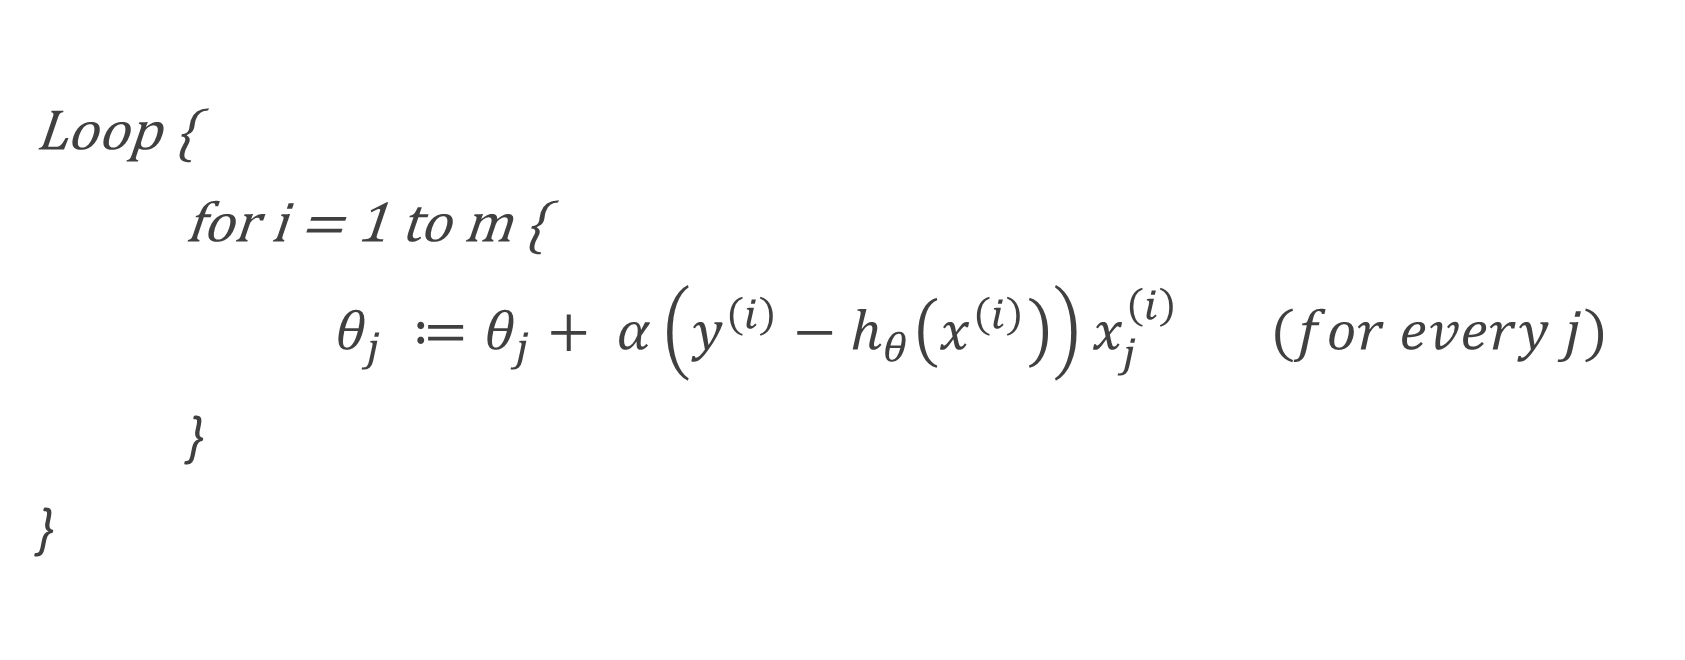 Loop {
for i = 1 to m {
θ_j := θ_j + α(y^(i) − h_θ(x^(i))) x_j^(i) (for every j)
}
}